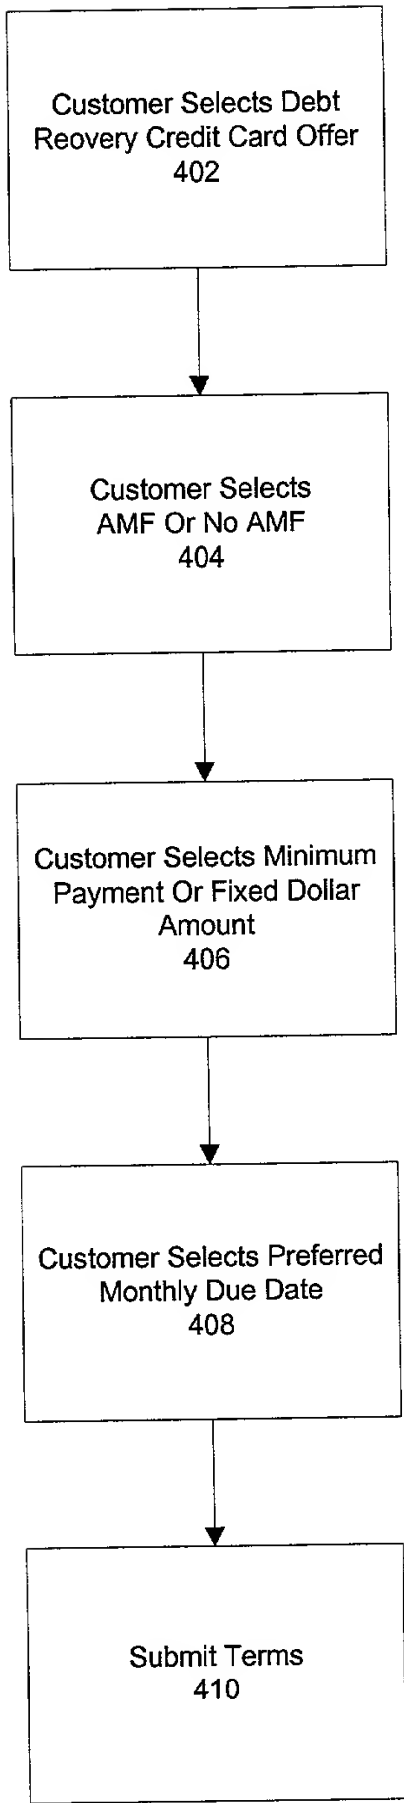 Customer Selects Debt
Reovery Credit Card Offer
402
Customer Selects
AMF Or No AMF
404
Customer Selects Minimum
Payment Or Fixed Dollar
Amount
406
Customer Selects Preferred
Monthly Due Date
408
Submit Terms
410